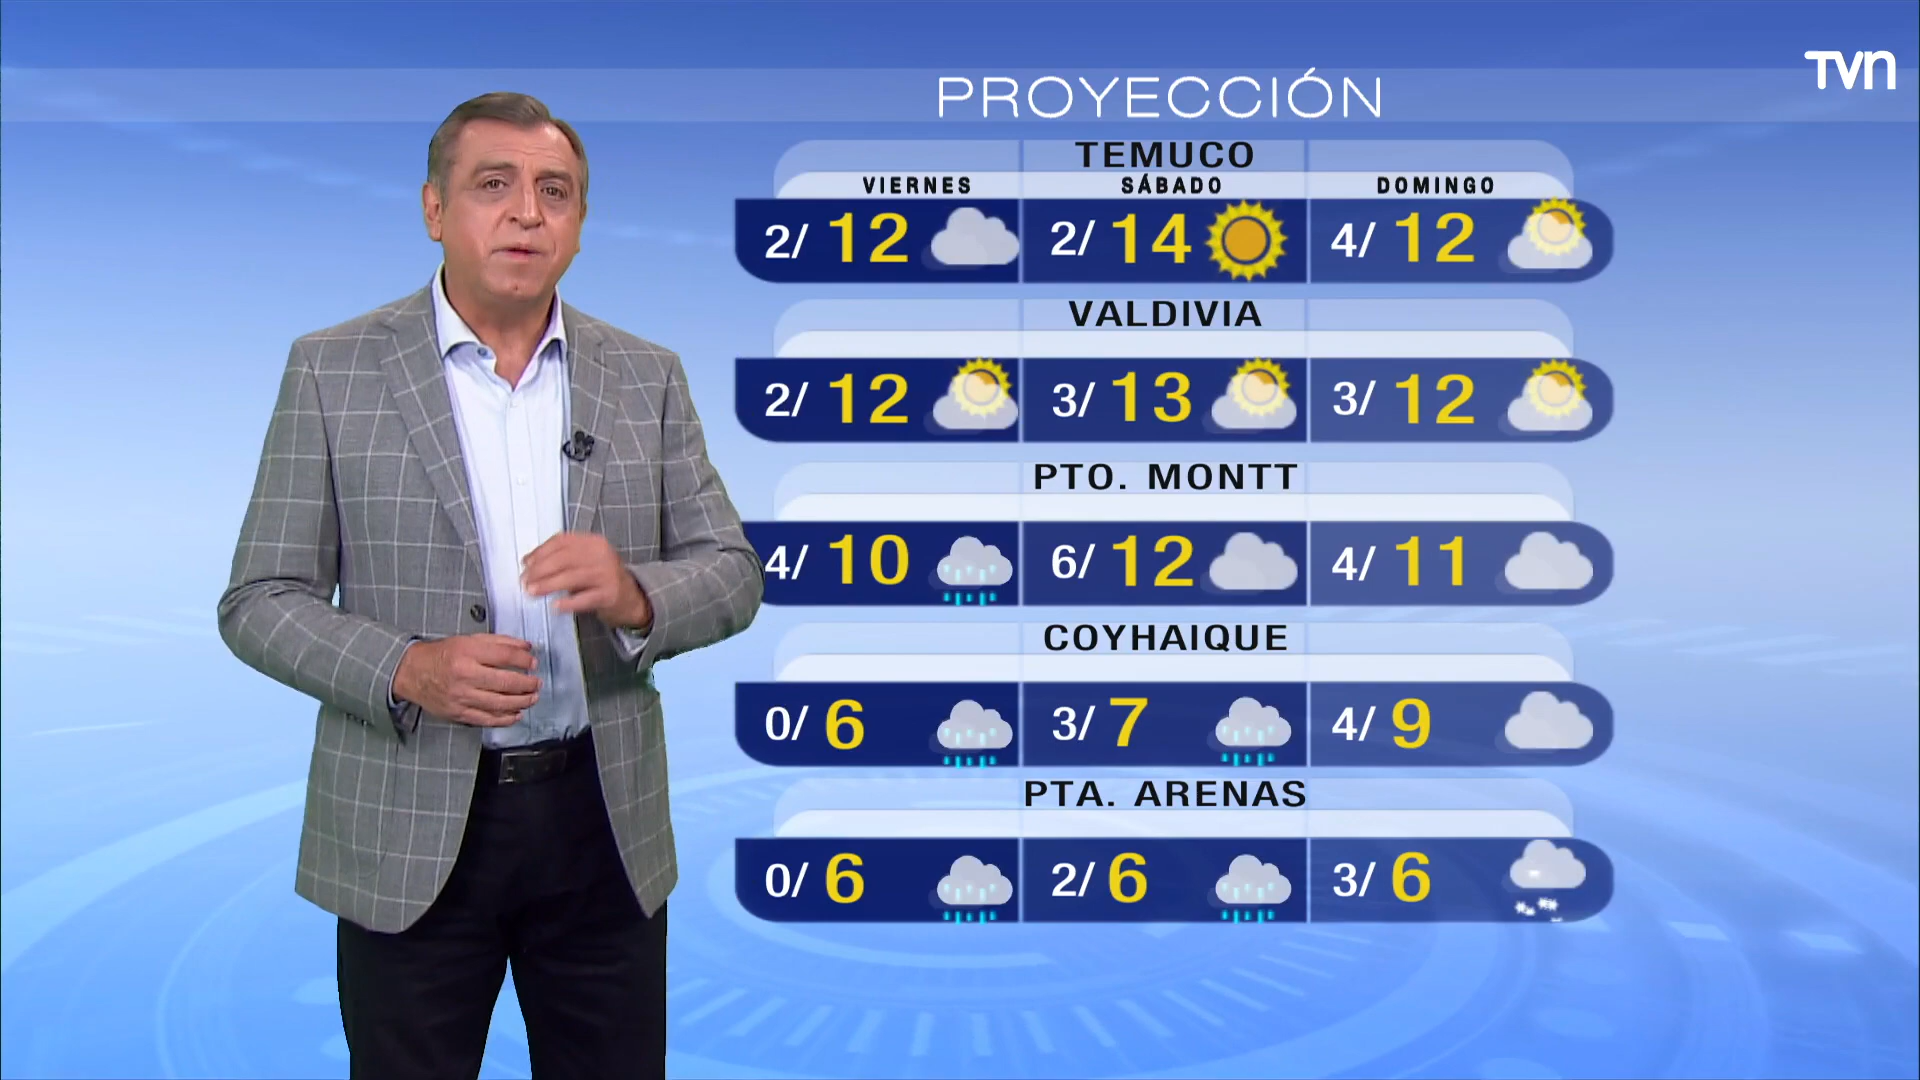 TVN
PROYECCIÓN
TEMUCO
VIERNES SÁBADO DOMINGO
2/ 12 2/ 14 4/ 12
VALDIVIA
2/ 12 3/ 13 3/ 12
PTO. MONTT
4/ 10 6/ 12 4/ 11
COYHAIQUE
0/ 6 3/ 7 4/ 9
PTA. ARENAS
0/ 6 2/ 6 3/ 6